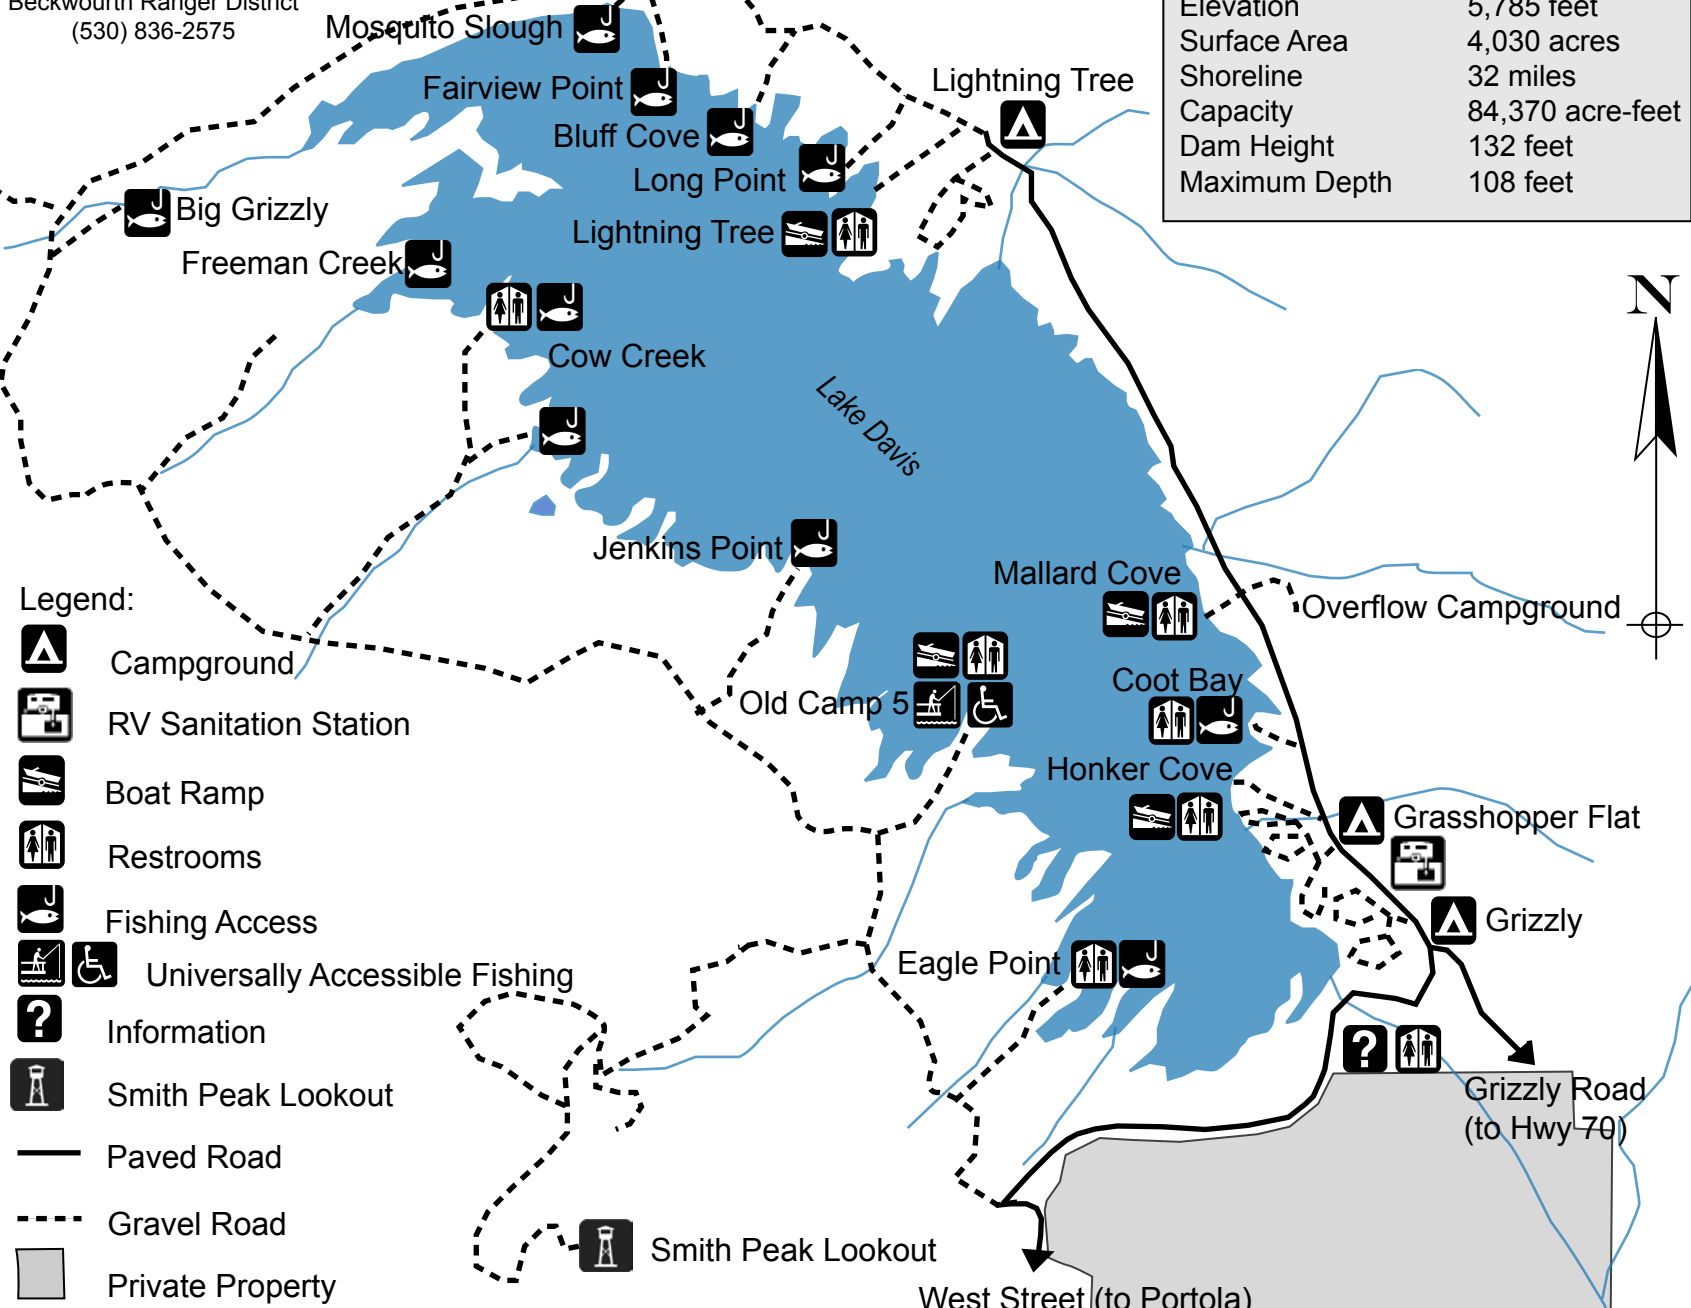 Beckwourth Ranger District
(530) 836-2575
Elevation 5,785 feet
Surface Area 4,030 acres
Shoreline 32 miles
Capacity 84,370 acre-feet
Dam Height 132 feet
Maximum Depth 108 feet
Mosquito Slough
Fairview Point
Lightning Tree
Bluff Cove
Long Point
Big Grizzly
Lightning Tree
Freeman Creek
N
Cow Creek
Lake Davis
Jenkins Point
Mallard Cove
Overflow Campground
Coot Bay
Old Camp 5
Honker Cove
Grasshopper Flat
Grizzly
Eagle Point
?
Grizzly Road
(to Hwy 70)
Smith Peak Lookout
West Street (to Portola)
Legend:
Campground
RV Sanitation Station
Boat Ramp
Restrooms
Fishing Access
Universally Accessible Fishing
? Information
Smith Peak Lookout
Paved Road
Gravel Road
Private Property